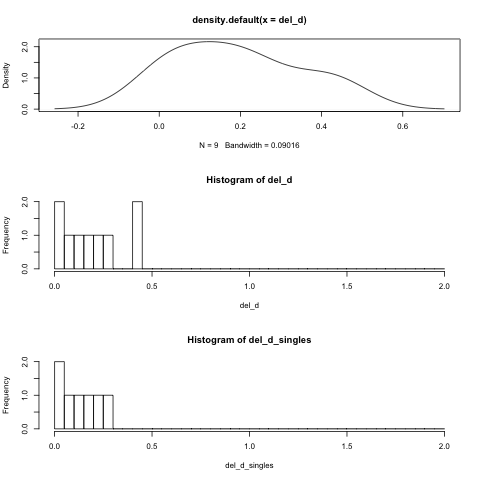 density.default(x = del_d)
Density
0.0 1.0 2.0
-0.2 0.0 0.2 0.4 0.6
N = 9 Bandwidth = 0.09016
Histogram of del_d
Frequency
0.0 1.0 2.0
0.0 0.5 1.0 1.5 2.0
del_d
Histogram of del_d_singles
Frequency
0.0 1.0 2.0
0.0 0.5 1.0 1.5 2.0
del_d_singles